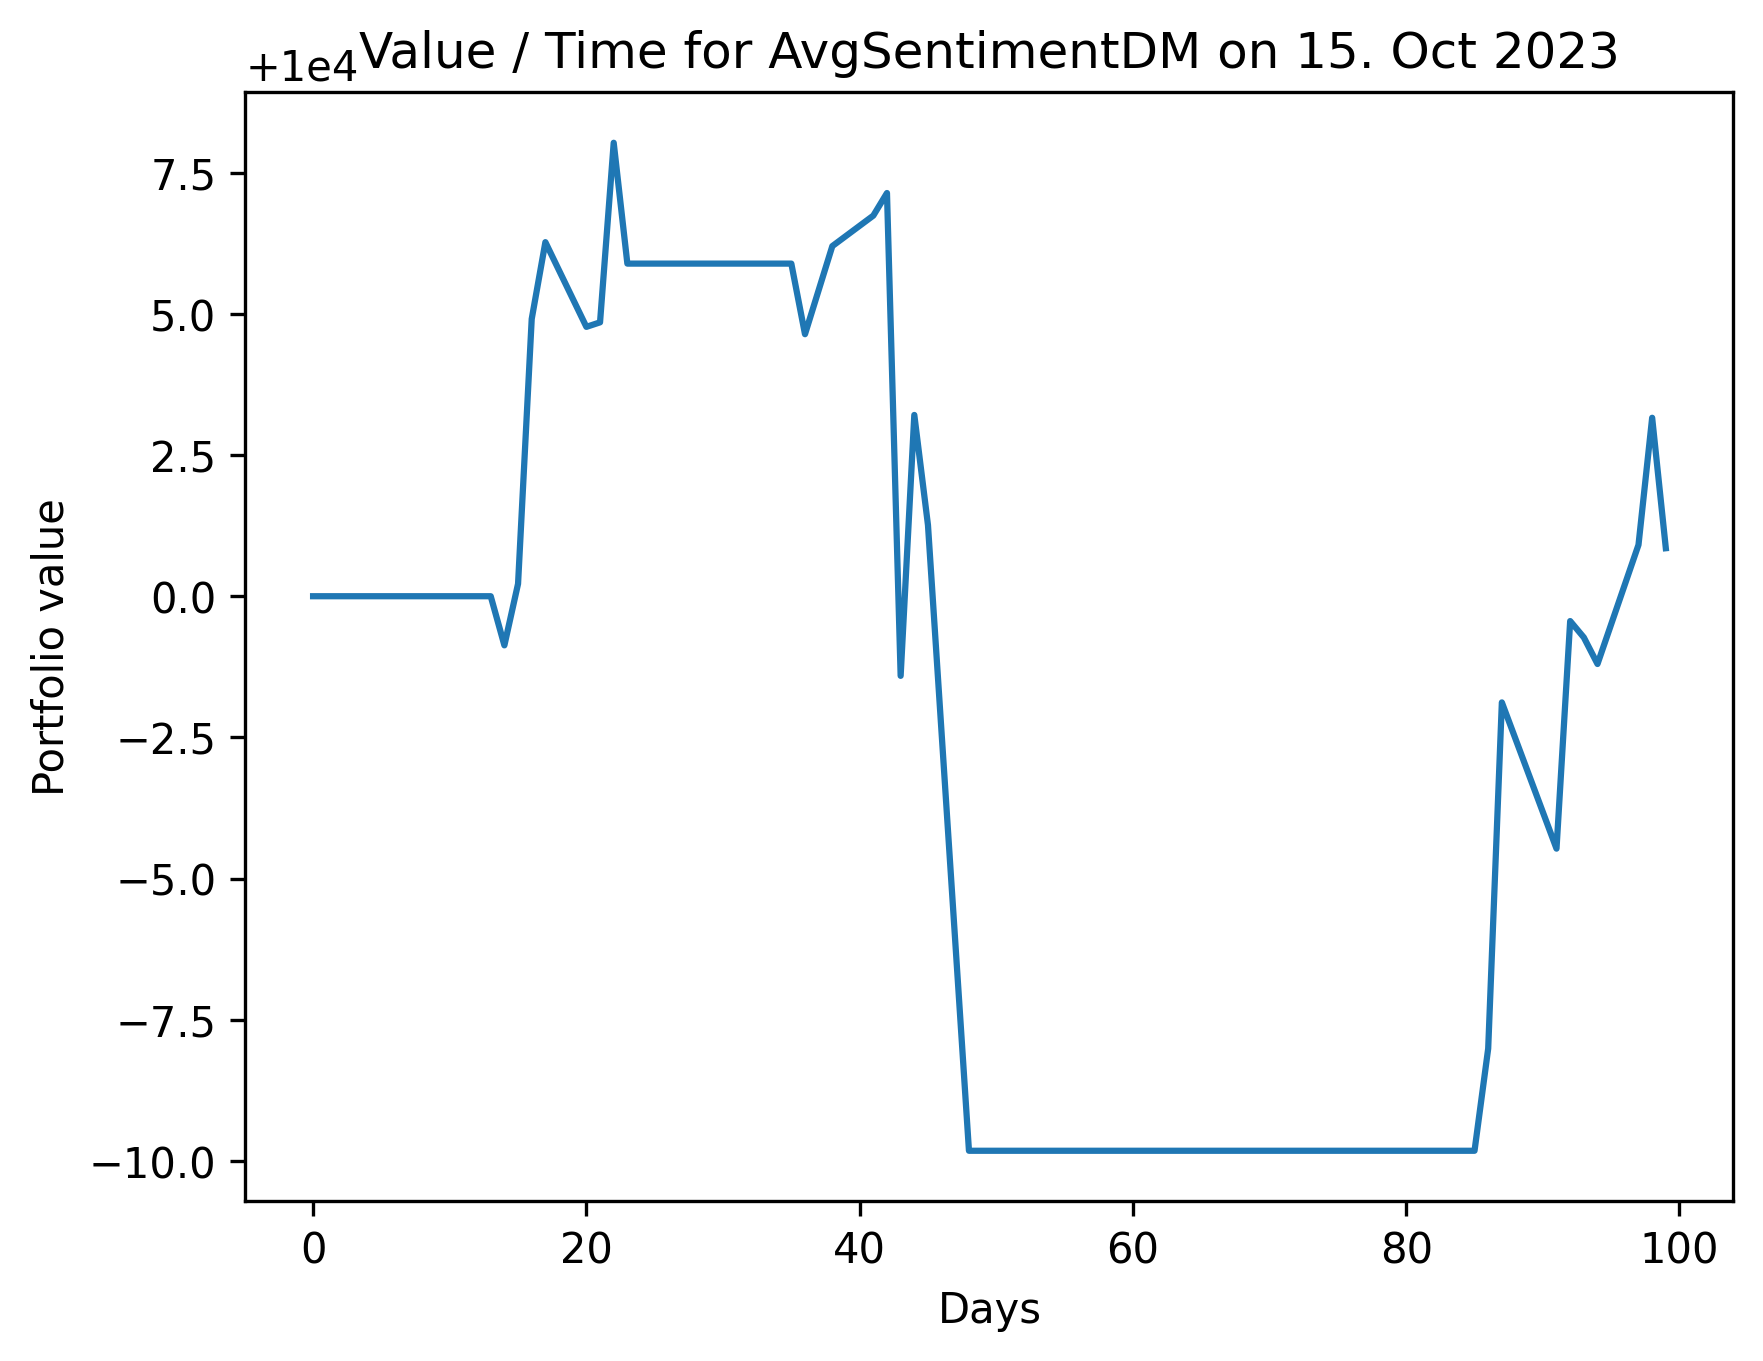 Value / Time for AvgSentimentDM on 15. Oct 2023
+1e4
7.5
5.0
2.5
0.0
−2.5
−5.0
−7.5
−10.0
Portfolio value
0 20 40 60 80 100
Days